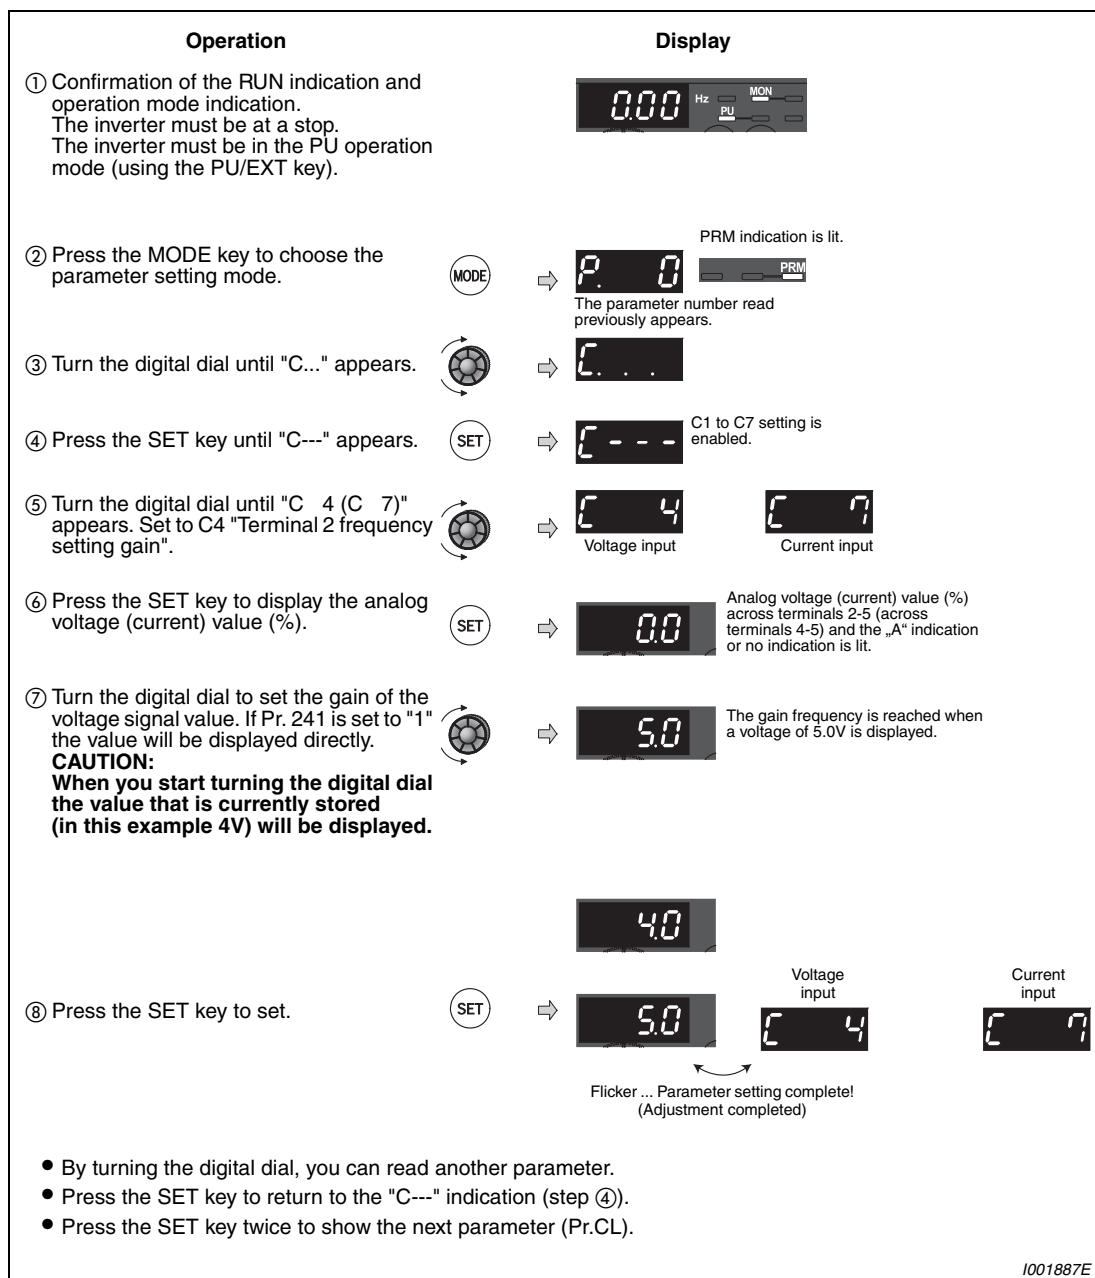 Operation
Display
① Confirmation of the RUN indication and
operation mode indication.
The inverter must be at a stop.
The inverter must be in the PU operation
mode (using the PU/EXT key).
0.00 Hz MON
PU
② Press the MODE key to choose the
parameter setting mode.
MODE
P. 0
PRM indication is lit.
PRM
The parameter number read
previously appears.
③ Turn the digital dial until "C..." appears.
C. . .
④ Press the SET key until "C---" appears.
SET
C - - -
C1 to C7 setting is
enabled.
⑤ Turn the digital dial until "C 4 (C 7)"
appears. Set to C4 "Terminal 2 frequency
setting gain".
C 4
Voltage input
C 7
Current input
⑥ Press the SET key to display the analog
voltage (current) value (%).
SET
0.0
Analog voltage (current) value (%)
across terminals 2-5 (across
terminals 4-5) and the „A“ indication
or no indication is lit.
⑦ Turn the digital dial to set the gain of the
voltage signal value. If Pr. 241 is set to "1"
the value will be displayed directly.
CAUTION:
When you start turning the digital dial
the value that is currently stored
(in this example 4V) will be displayed.
5.0
The gain frequency is reached when
a voltage of 5.0V is displayed.
4.0
⑧ Press the SET key to set.
SET
5.0
Voltage
input
C 4
Current
input
C 7
Flicker ... Parameter setting complete!
(Adjustment completed)
● By turning the digital dial, you can read another parameter.
● Press the SET key to return to the "C---" indication (step ④).
● Press the SET key twice to show the next parameter (Pr.CL).
I001887E